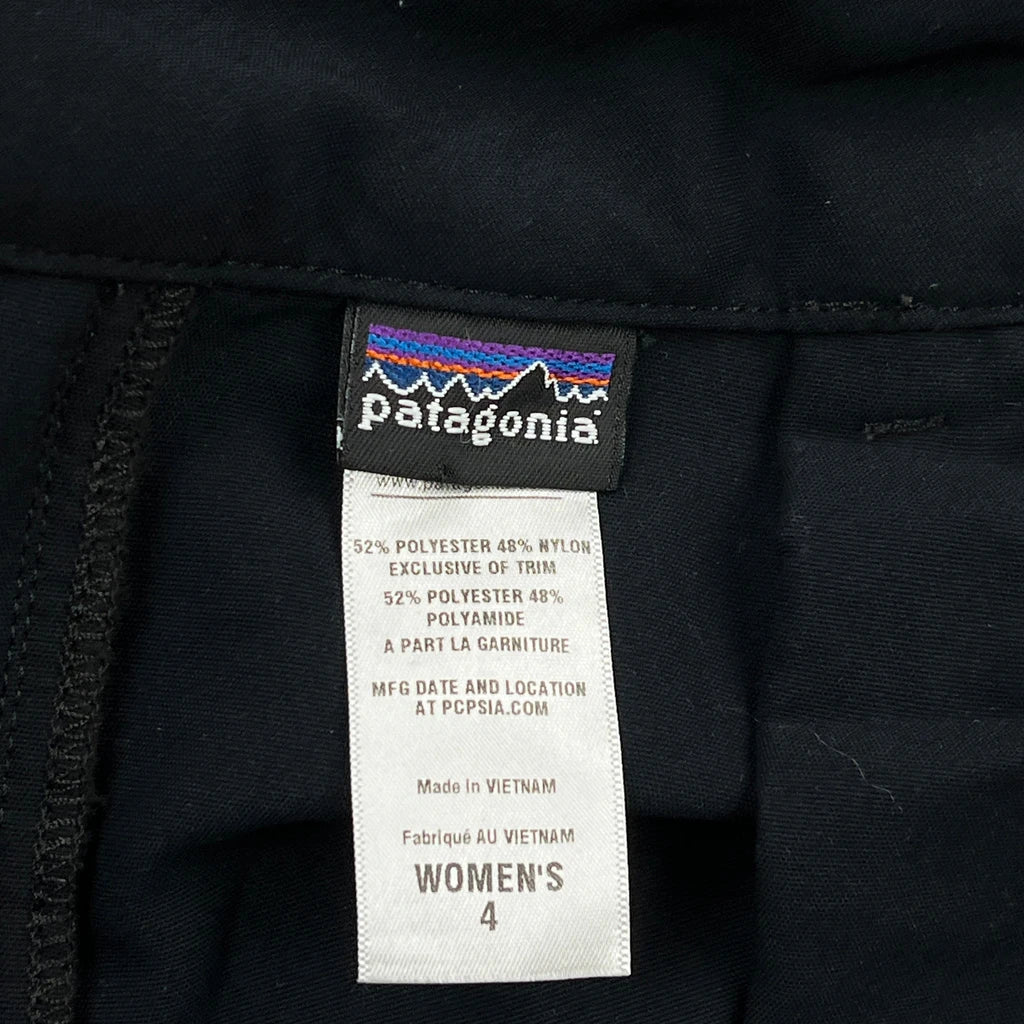 patagonia
52% POLYESTER 48% NYLON
EXCLUSIVE OF TRIM
52% POLYESTER 48%
POLYAMIDE
A PART LA GARNITURE
MFG DATE AND LOCATION
AT PCPSIA.COM
Made in VIETNAM
Fabriqué AU VIETNAM
WOMEN'S
4